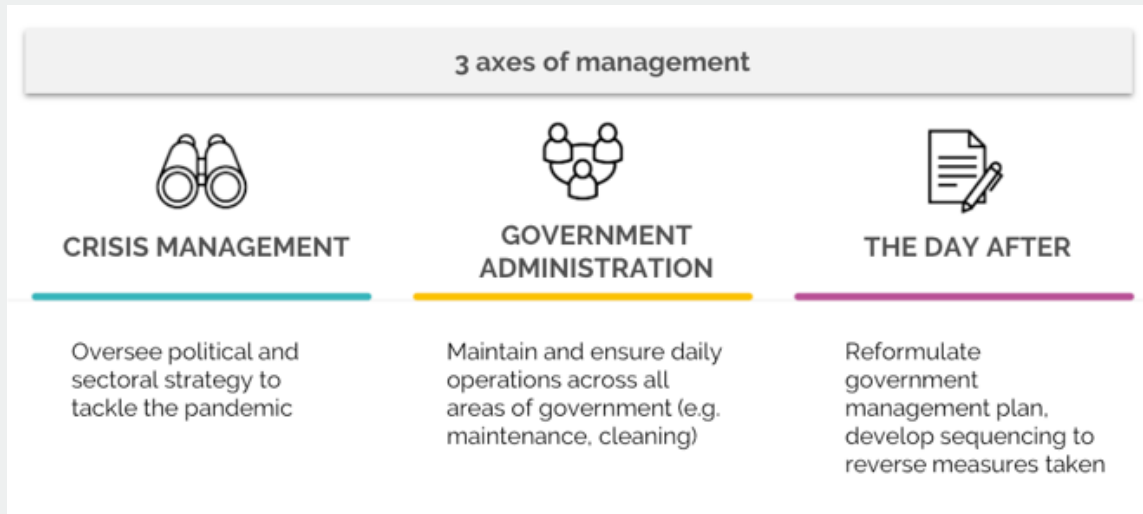 3 axes of management
CRISIS MANAGEMENT
GOVERNMENT
ADMINISTRATION
THE DAY AFTER
Oversee political and
sectoral strategy to
tackle the pandemic
Maintain and ensure daily
operations across all
areas of government (e.g.
maintenance, cleaning)
Reformulate
government
management plan,
develop sequencing to
reverse measures taken